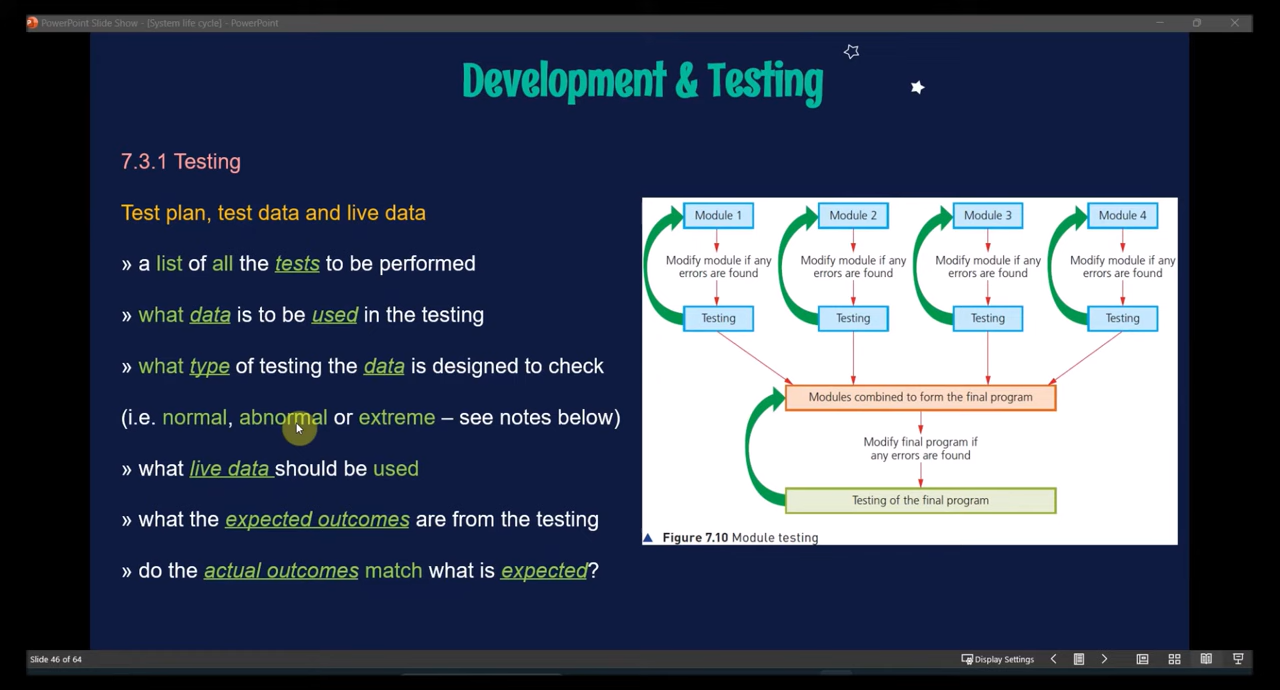 PowerPoint Slide Show - [System life cycle] - PowerPoint
Development & Testing
7.3.1 Testing
Test plan, test data and live data
» a list of all the tests to be performed
» what data is to be used in the testing
» what type of testing the data is designed to check
(i.e. normal, abnormal or extreme – see notes below)
» what live data should be used
» what the expected outcomes are from the testing
» do the actual outcomes match what is expected?
Module 1
Module 2
Module 3
Module 4
Modify module if any
errors are found
Modify module if any
errors are found
Modify module if any
errors are found
Modify module if any
errors are found
Testing
Testing
Testing
Testing
Modules combined to form the final program
Modify final program if
any errors are found
Testing of the final program
▲ Figure 7.10 Module testing
Slide 46 of 64
Display Settings